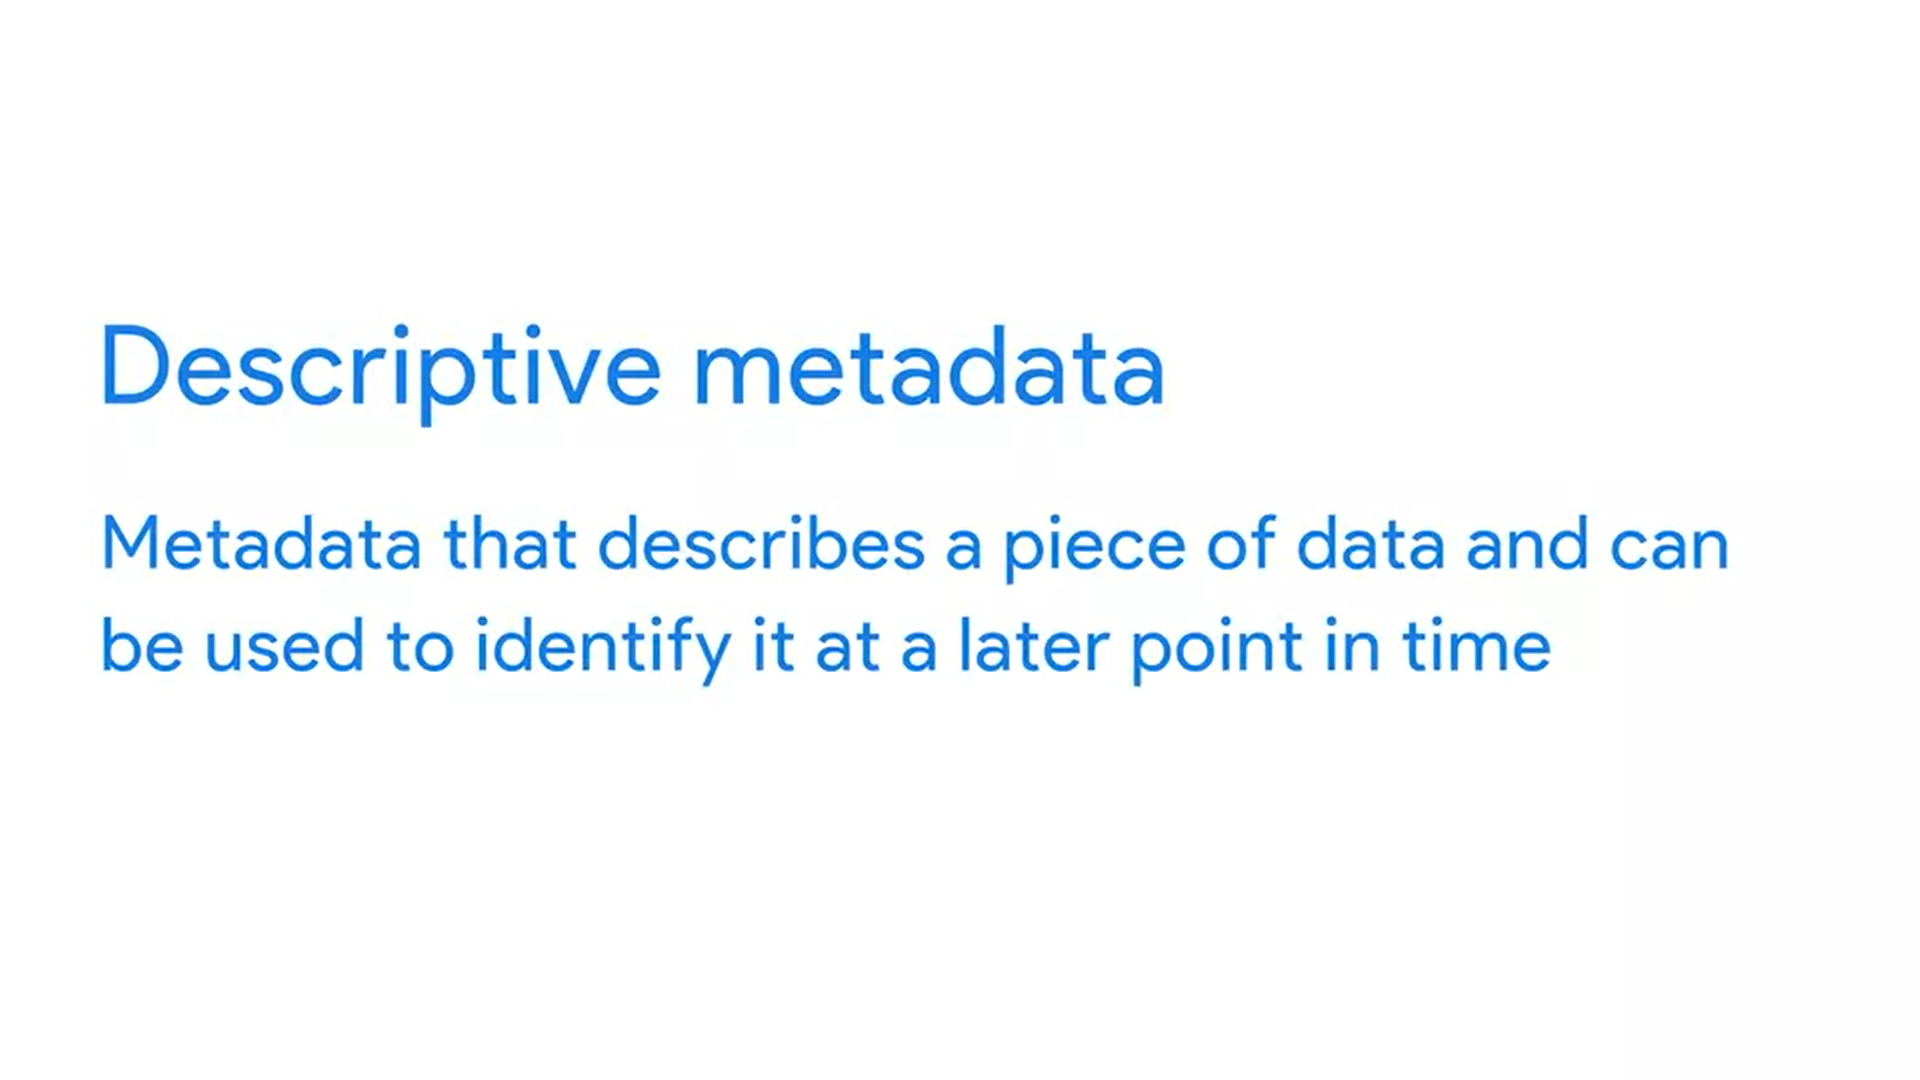 Descriptive metadata
Metadata that describes a piece of data and can
be used to identify it at a later point in time